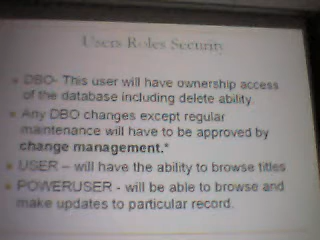 Users Roles Security
DBO- This user will have ownership access
of the database including delete ability
Any DBO changes except regular
maintenance will have to be approved by
change management."
USER – will have the ability to browse titles
POWERUSER - will be able to browse and
make updates to particular record.